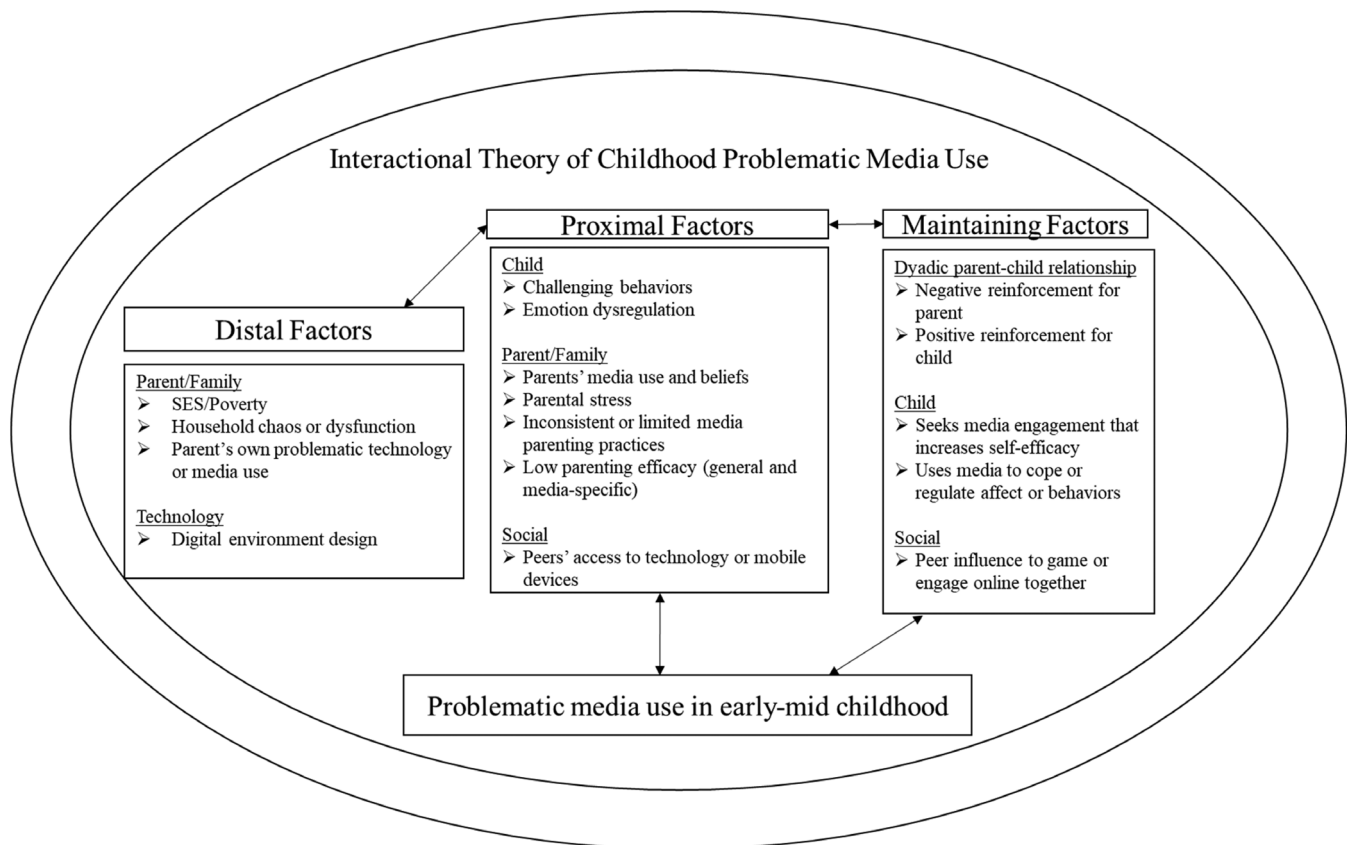 Interactional Theory of Childhood Problematic Media Use
Distal Factors
Parent/Family
➢ SES/Poverty
➢ Household chaos or dysfunction
➢ Parent's own problematic technology
or media use
Technology
➢ Digital environment design
Proximal Factors
Child
➢ Challenging behaviors
➢ Emotion dysregulation
Parent/Family
➢ Parents' media use and beliefs
➢ Parental stress
➢ Inconsistent or limited media
parenting practices
➢ Low parenting efficacy (general and
media-specific)
Social
➢ Peers' access to technology or mobile
devices
Maintaining Factors
Dyadic parent-child relationship
➢ Negative reinforcement for
parent
➢ Positive reinforcement for
child
Child
➢ Seeks media engagement that
increases self-efficacy
➢ Uses media to cope or
regulate affect or behaviors
Social
➢ Peer influence to game or
engage online together
Problematic media use in early-mid childhood